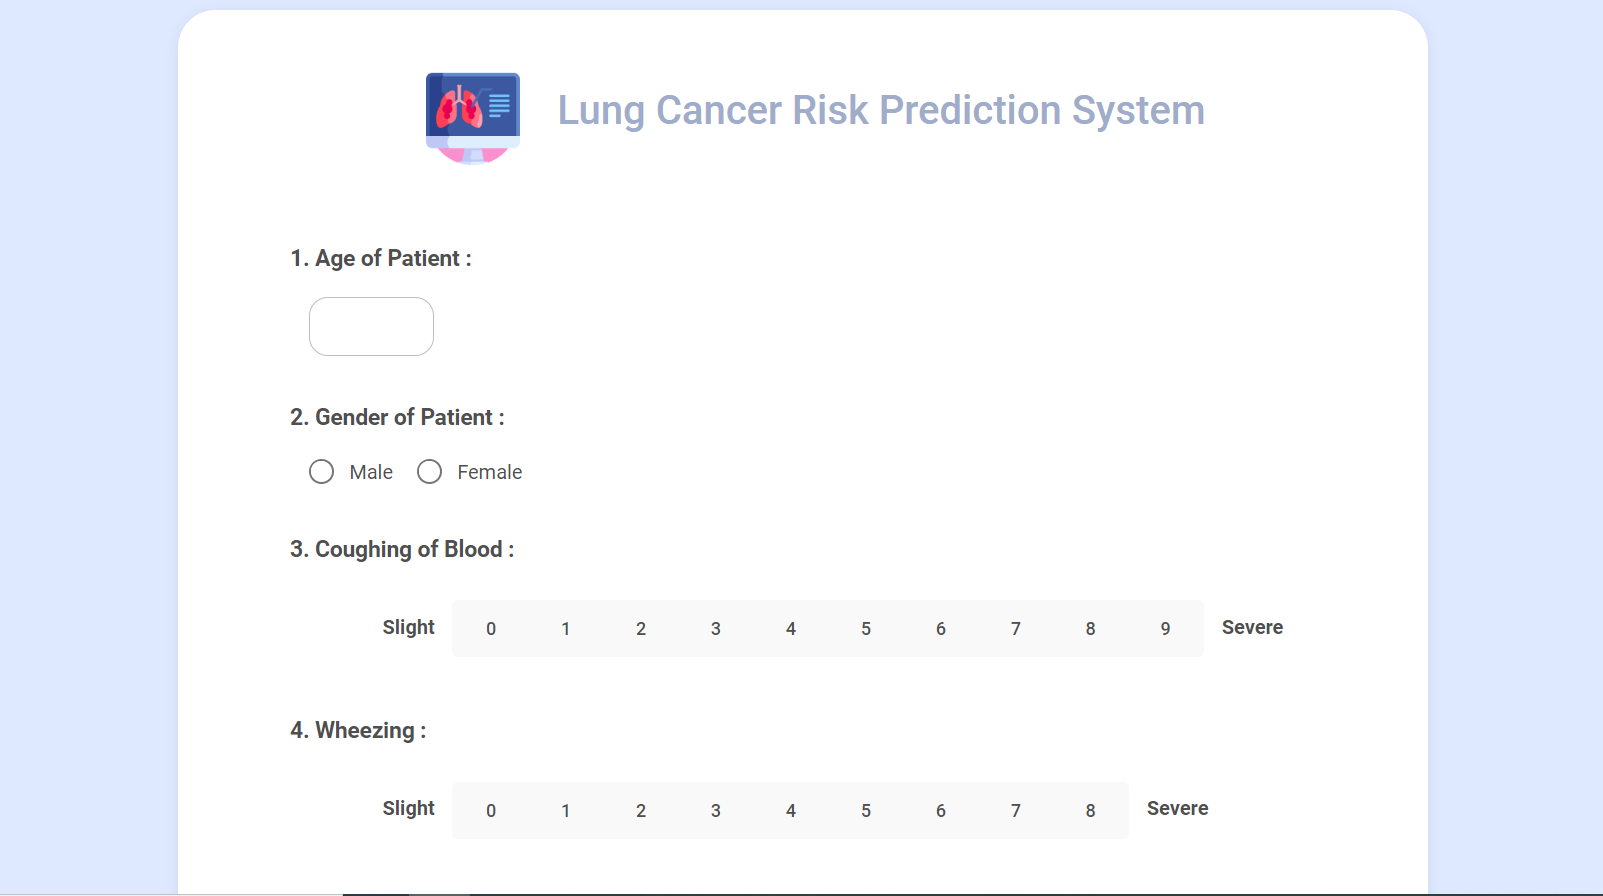 Lung Cancer Risk Prediction System
1. Age of Patient :
2. Gender of Patient :
Male Female
3. Coughing of Blood :
Slight 0 1 2 3 4 5 6 7 8 9 Severe
4. Wheezing :
Slight 0 1 2 3 4 5 6 7 8 Severe